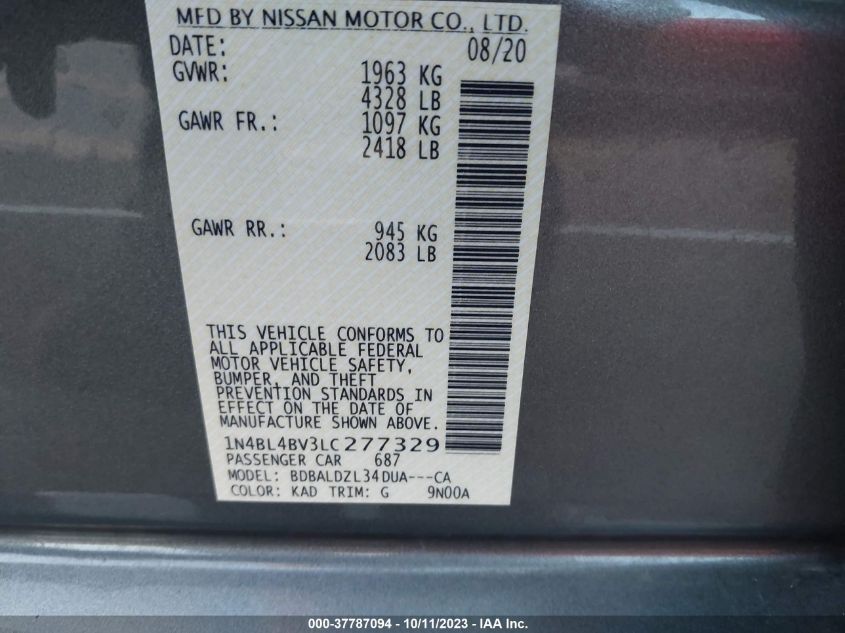 MFD BY NISSAN MOTOR CO., LTD.
DATE: 08/20
GVWR: 1963 KG
4328 LB
GAWR FR.: 1097 KG
2418 LB
GAWR RR.: 945 KG
2083 LB
THIS VEHICLE CONFORMS TO
ALL APPLICABLE FEDERAL
MOTOR VEHICLE SAFETY,
BUMPER, AND THEFT
PREVENTION STANDARDS IN
EFFECT ON THE DATE OF
MANUFACTURE SHOWN ABOVE.
1N4BL4BV3LC277329
PASSENGER CAR 687
MODEL: BDBALDZL34DUA---CA
COLOR: KAD TRIM: G 9N00A
000-37787094 - 10/11/2023 - IAA Inc.